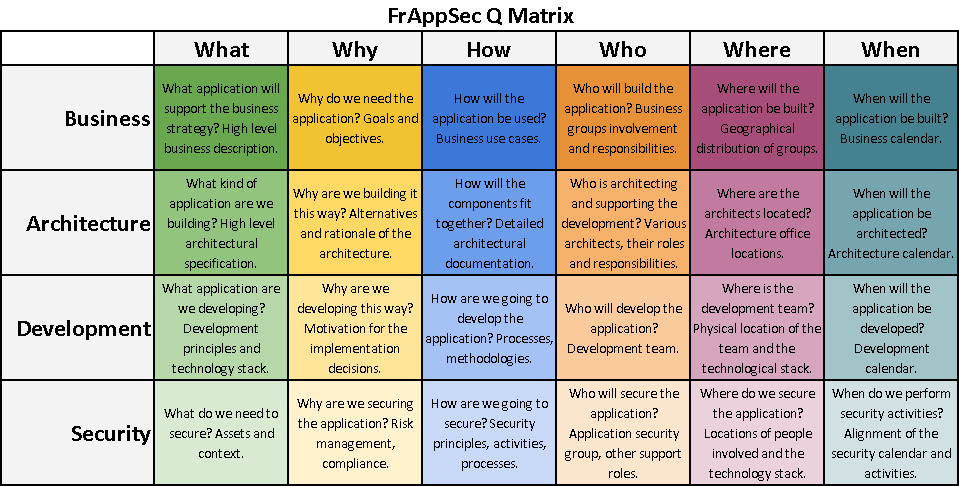 FrAppSec Q Matrix
What Why How Who Where When
Business
What application will
support the business
strategy? High level
business description.
Why do we need the
application? Goals and
objectives.
How will the
application be used?
Business use cases.
Who will build the
application? Business
groups involvement
and responsibilities.
Where will the
application be built?
Geographical
distribution of groups.
When will the
application be built?
Business calendar.
Architecture
What kind of
application are we
building? High level
architectural
specification.
Why are we building it
this way? Alternatives
and rationale of the
architecture.
How will the
components fit
together? Detailed
architectural
documentation.
Who is architecting
and supporting the
development? Various
architects, their roles
and responsibilities.
Where are the
architects located?
Architecture office
locations.
When will the
application be
architected?
Architecture calendar.
Development
What application are
we developing?
Development
principles and
technology stack.
Why are we
developing this way?
Motivation for the
implementation
decisions.
How are we going to
develop the
application? Processes,
methodologies.
Who will develop the
application?
Development team.
Where is the
development team?
Physical location of the
team and the
technological stack.
When will the
application be
developed?
Development
calendar.
Security
What do we need to
secure? Assets and
context.
Why are we securing
the application? Risk
management,
compliance.
How are we going to
secure? Security
principles, activities,
processes.
Who will secure the
application?
Application security
group, other support
roles.
Where do we secure
the application?
Locations of people
involved and the
technology stack.
When do we perform
security activities?
Alignment of the
security calendar and
activities.